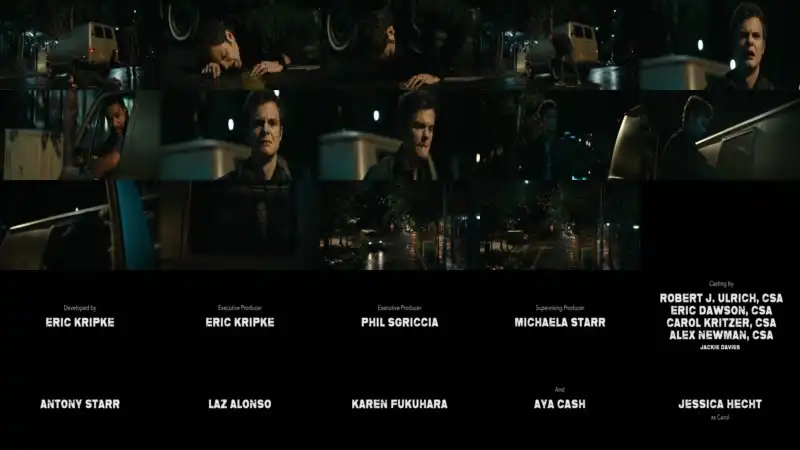 Casting by
ROBERT J. ULRICH, CSA
ERIC DAWSON, CSA
CAROL KRITZER, CSA
ALEX NEWMAN, CSA
JACKIE DAVIES
Developed by
ERIC KRIPKE
Executive Producer
ERIC KRIPKE
Executive Producer
PHIL SGRICCIA
Supervising Producer
MICHAELA STARR
ANTONY STARR
LAZ ALONSO
KAREN FUKUHARA
And
AYA CASH
JESSICA HECHT
as Carol